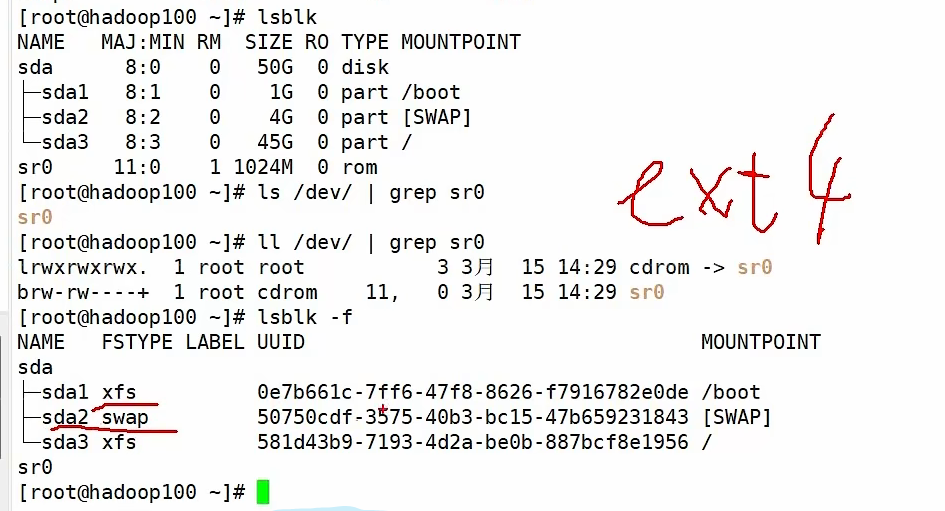 [root@hadoop100 ~]# lsblk
NAME   MAJ:MIN RM  SIZE RO TYPE MOUNTPOINT
sda      8:0    0   50G  0 disk
├─sda1   8:1    0    1G  0 part /boot
├─sda2   8:2    0    4G  0 part [SWAP]
└─sda3   8:3    0   45G  0 part /
sr0     11:0    1 1024M  0 rom
[root@hadoop100 ~]# ls /dev/ | grep sr0
sr0
[root@hadoop100 ~]# ll /dev/ | grep sr0
lrwxrwxrwx.  1 root root           3 3月  15 14:29 cdrom -> sr0
brw-rw----+  1 root cdrom    11,   0 3月  15 14:29 sr0
[root@hadoop100 ~]# lsblk -f
NAME   FSTYPE LABEL UUID                                 MOUNTPOINT
sda
├─sda1 xfs          0e7b661c-7ff6-47f8-8626-f7916782e0de /boot
├─sda2 swap         50750cdf-3575-40b3-bc15-47b659231843 [SWAP]
└─sda3 xfs          581d43b9-7193-4d2a-be0b-887bcf8e1956 /
sr0
[root@hadoop100 ~]#
ext4